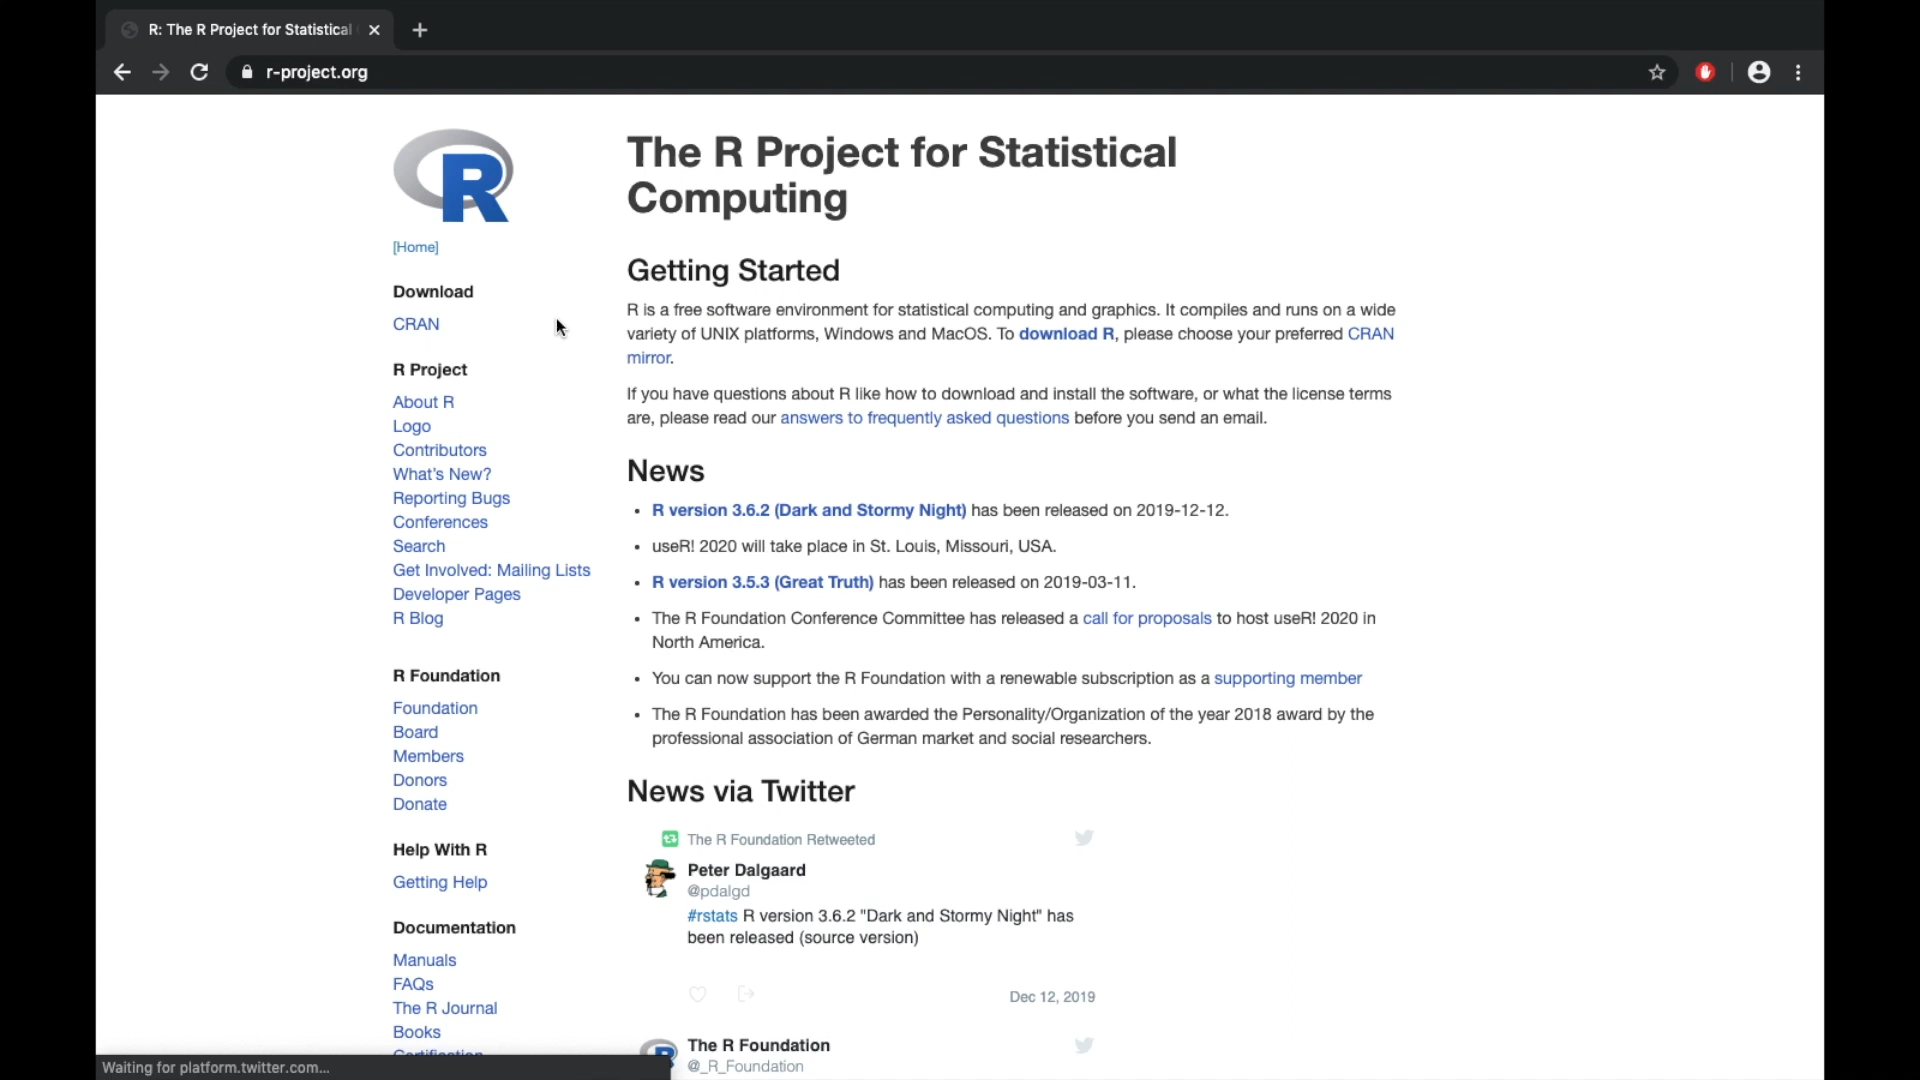 R: The R Project for Statistical
r-project.org
R
[Home]
Download
CRAN
R Project
About R
Logo
Contributors
What's New?
Reporting Bugs
Conferences
Search
Get Involved: Mailing Lists
Developer Pages
R Blog
R Foundation
Foundation
Board
Members
Donors
Donate
Help With R
Getting Help
Documentation
Manuals
FAQs
The R Journal
Books
Certification
The R Project for Statistical
Computing
Getting Started
R is a free software environment for statistical computing and graphics. It compiles and runs on a wide
variety of UNIX platforms, Windows and MacOS. To download R, please choose your preferred CRAN
mirror.
If you have questions about R like how to download and install the software, or what the license terms
are, please read our answers to frequently asked questions before you send an email.
News
• R version 3.6.2 (Dark and Stormy Night) has been released on 2019-12-12.
• useR! 2020 will take place in St. Louis, Missouri, USA.
• R version 3.5.3 (Great Truth) has been released on 2019-03-11.
• The R Foundation Conference Committee has released a call for proposals to host useR! 2020 in
North America.
• You can now support the R Foundation with a renewable subscription as a supporting member
• The R Foundation has been awarded the Personality/Organization of the year 2018 award by the
professional association of German market and social researchers.
News via Twitter
The R Foundation Retweeted
Peter Dalgaard
@pdalgd
#rstats R version 3.6.2 "Dark and Stormy Night" has
been released (source version)
Dec 12, 2019
The R Foundation
@_R_Foundation
Waiting for platform.twitter.com...